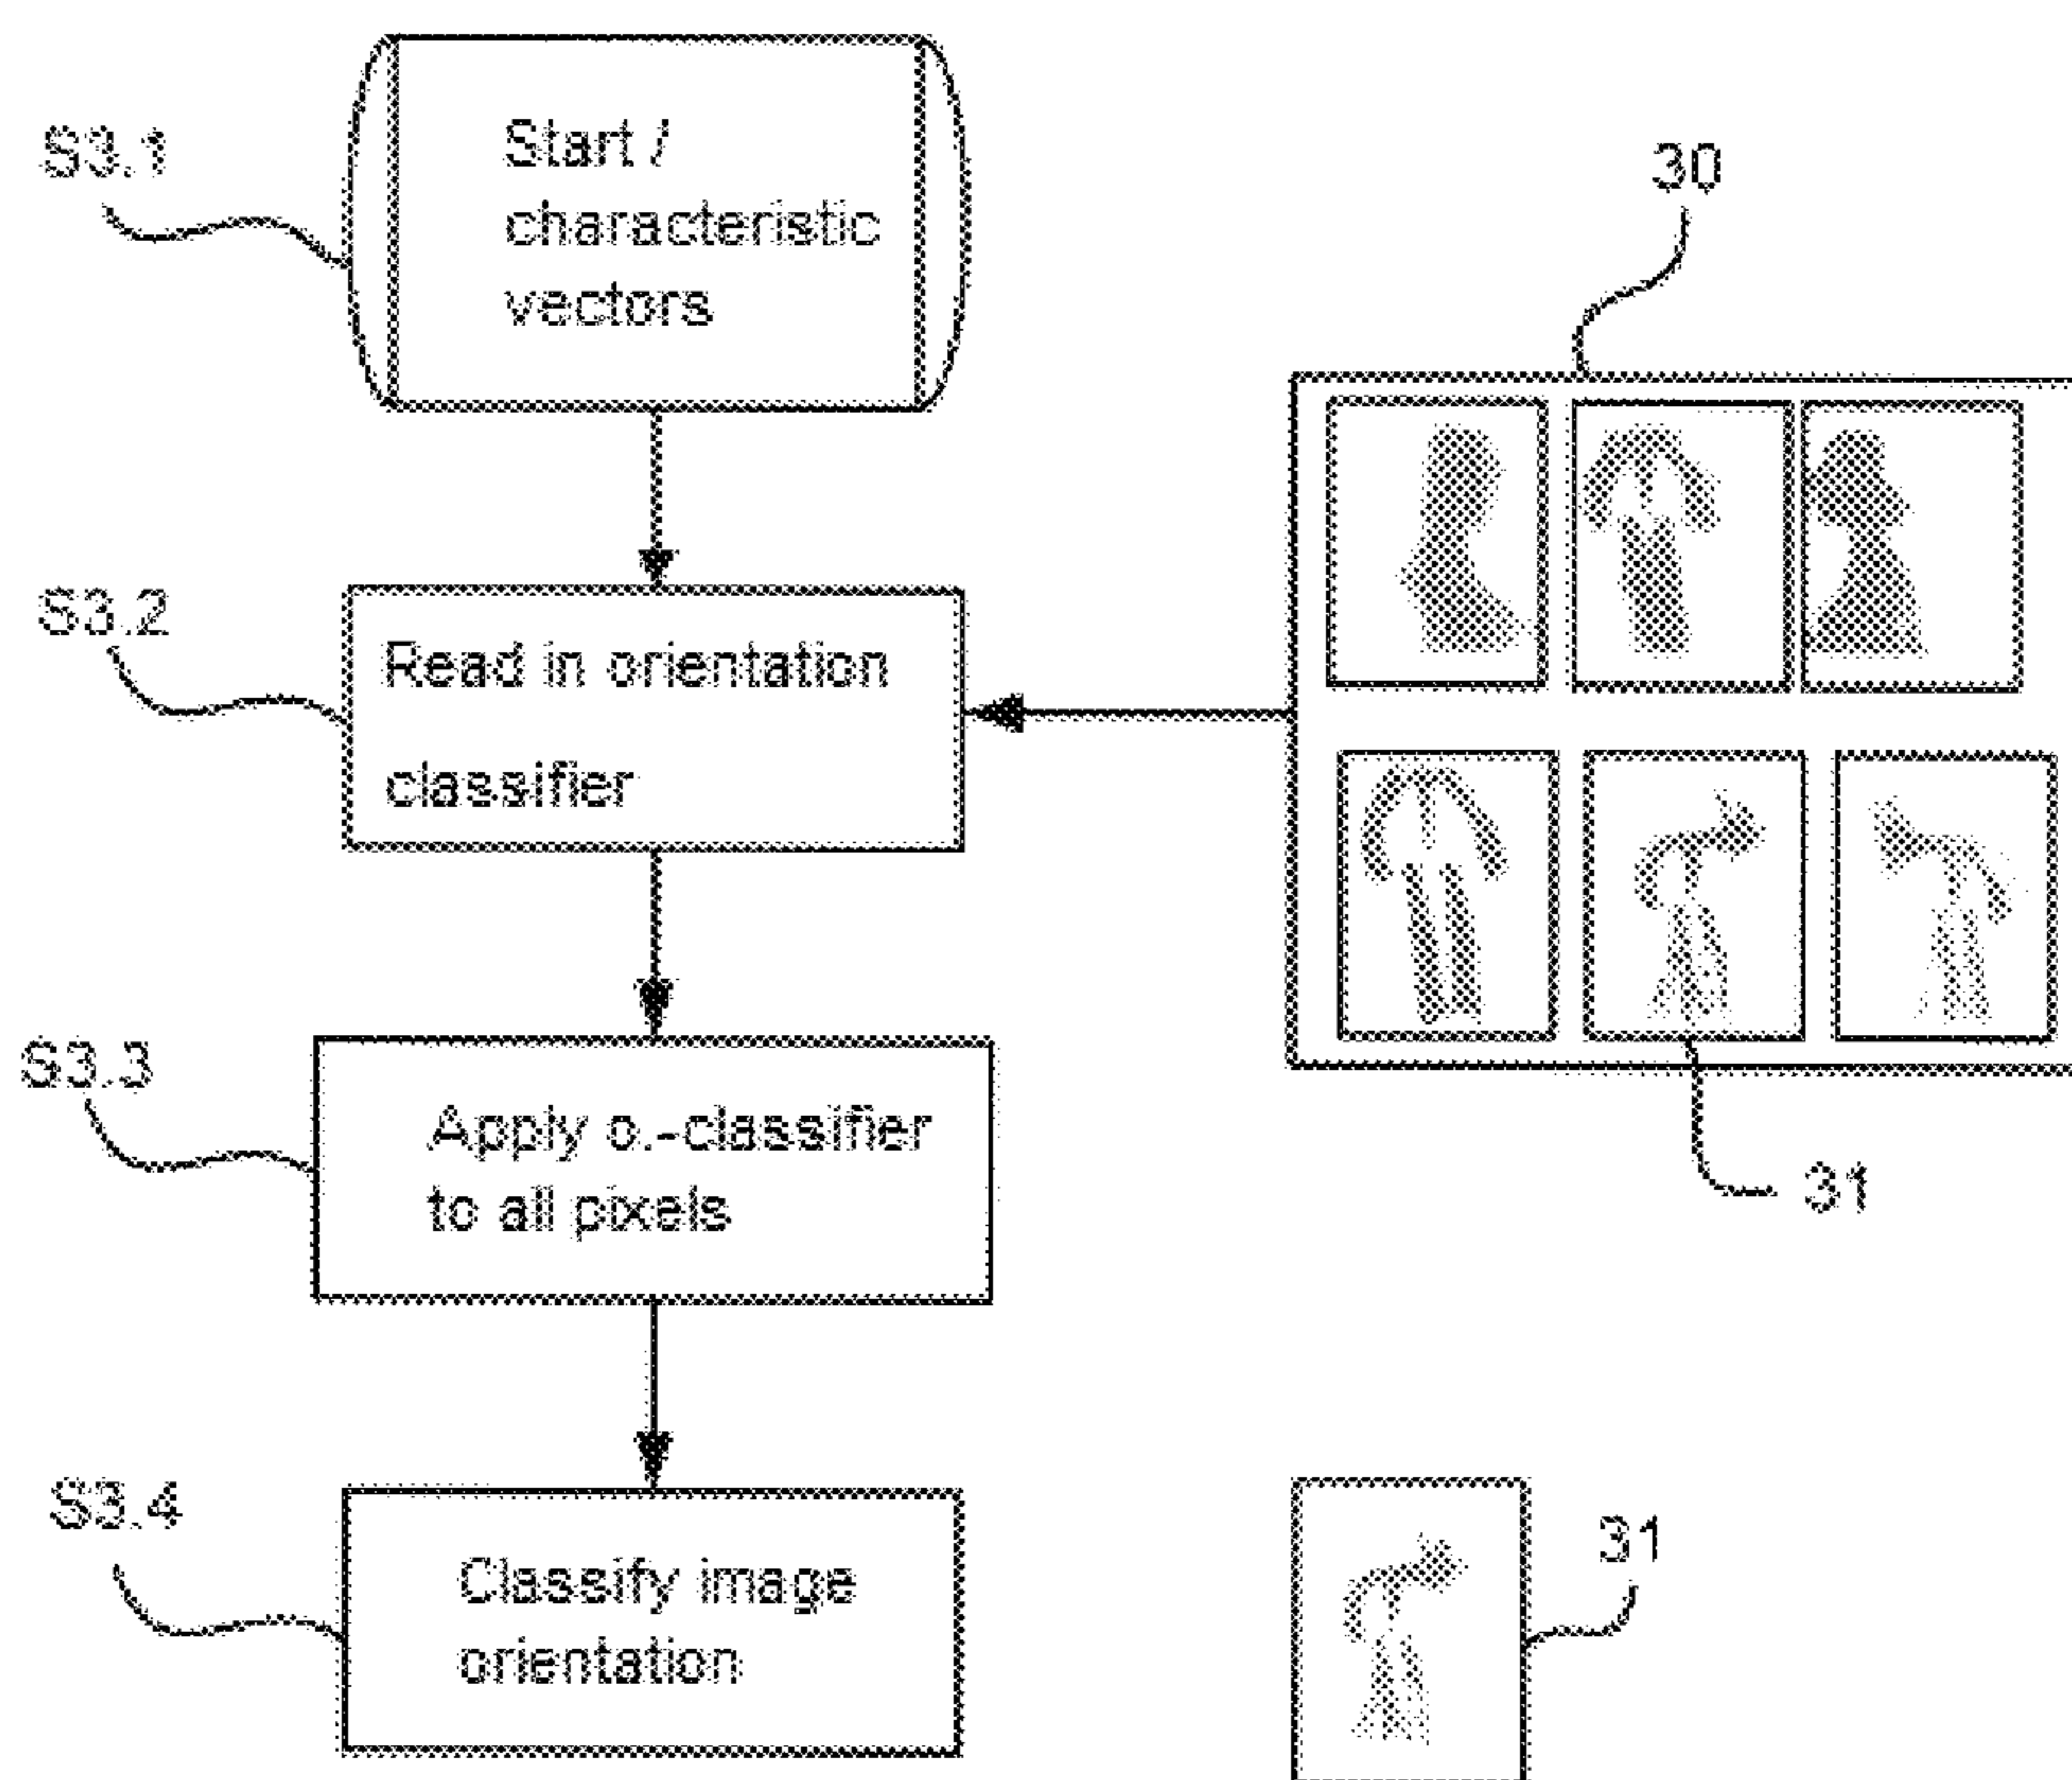 S3.1
Start /
characteristic
vectors
30
S3.2
Read in orientation
classifier
S3.3
Apply o.-classifier
to all pixels
31
S3.4
Classify image
orientation
31